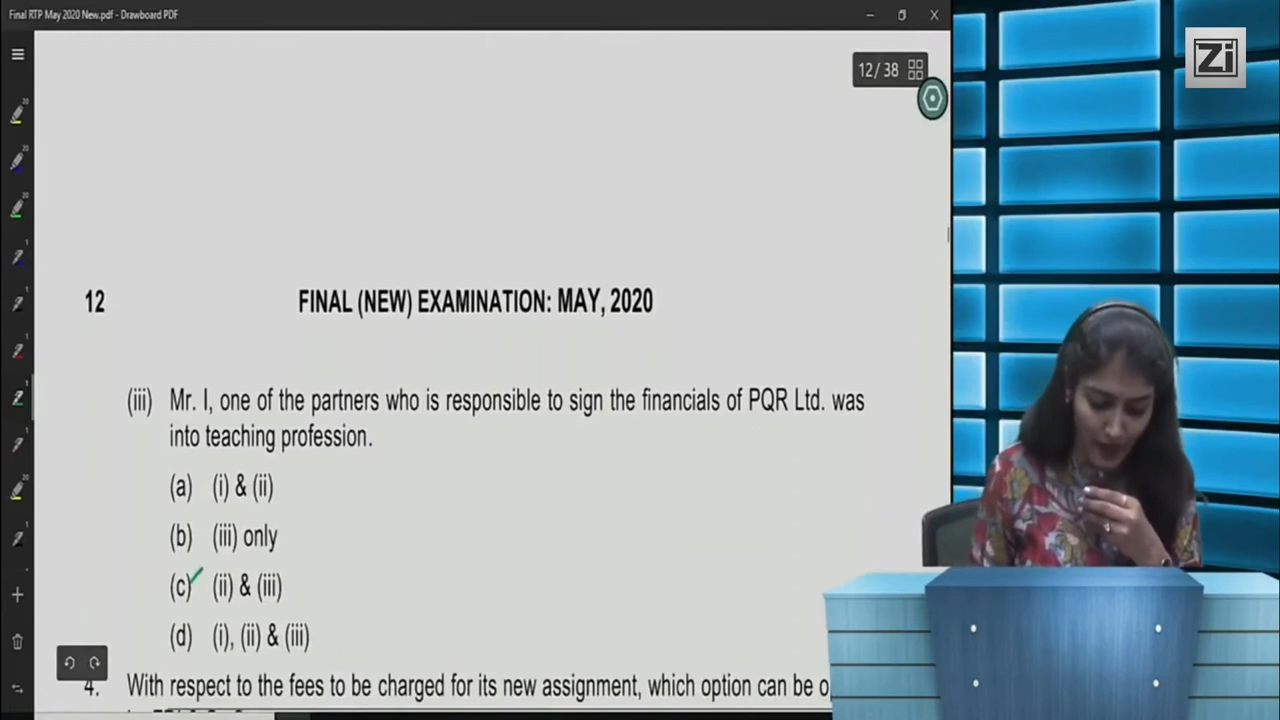 Final RTP May 2020 New.pdf - Drawboard PDF
Zi
12 / 38
12 FINAL (NEW) EXAMINATION: MAY, 2020
(iii) Mr. I, one of the partners who is responsible to sign the financials of PQR Ltd. was
into teaching profession.
(a) (i) & (ii)
(b) (iii) only
(c) (ii) & (iii)
(d) (i), (ii) & (iii)
4. With respect to the fees to be charged for its new assignment, which option can be